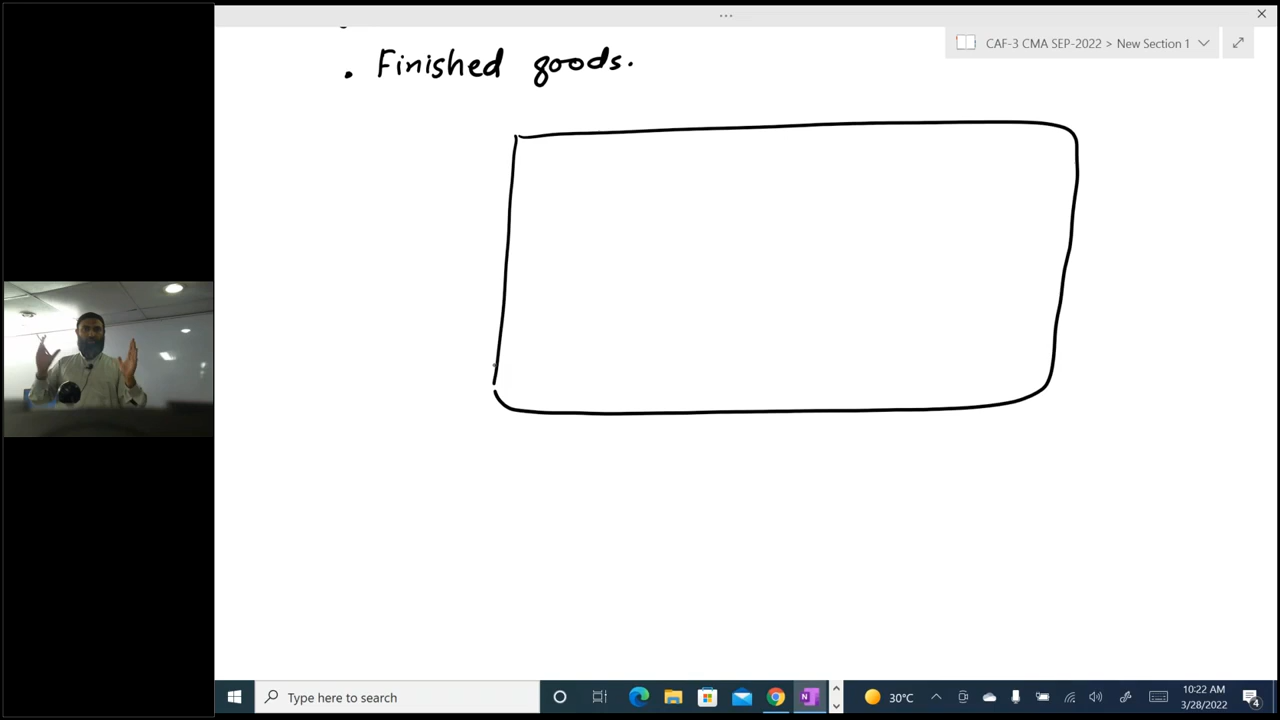 CAF-3 CMA SEP-2022 > New Section 1
. Finished goods.
Type here to search
30°C
10:22 AM
3/28/2022
4